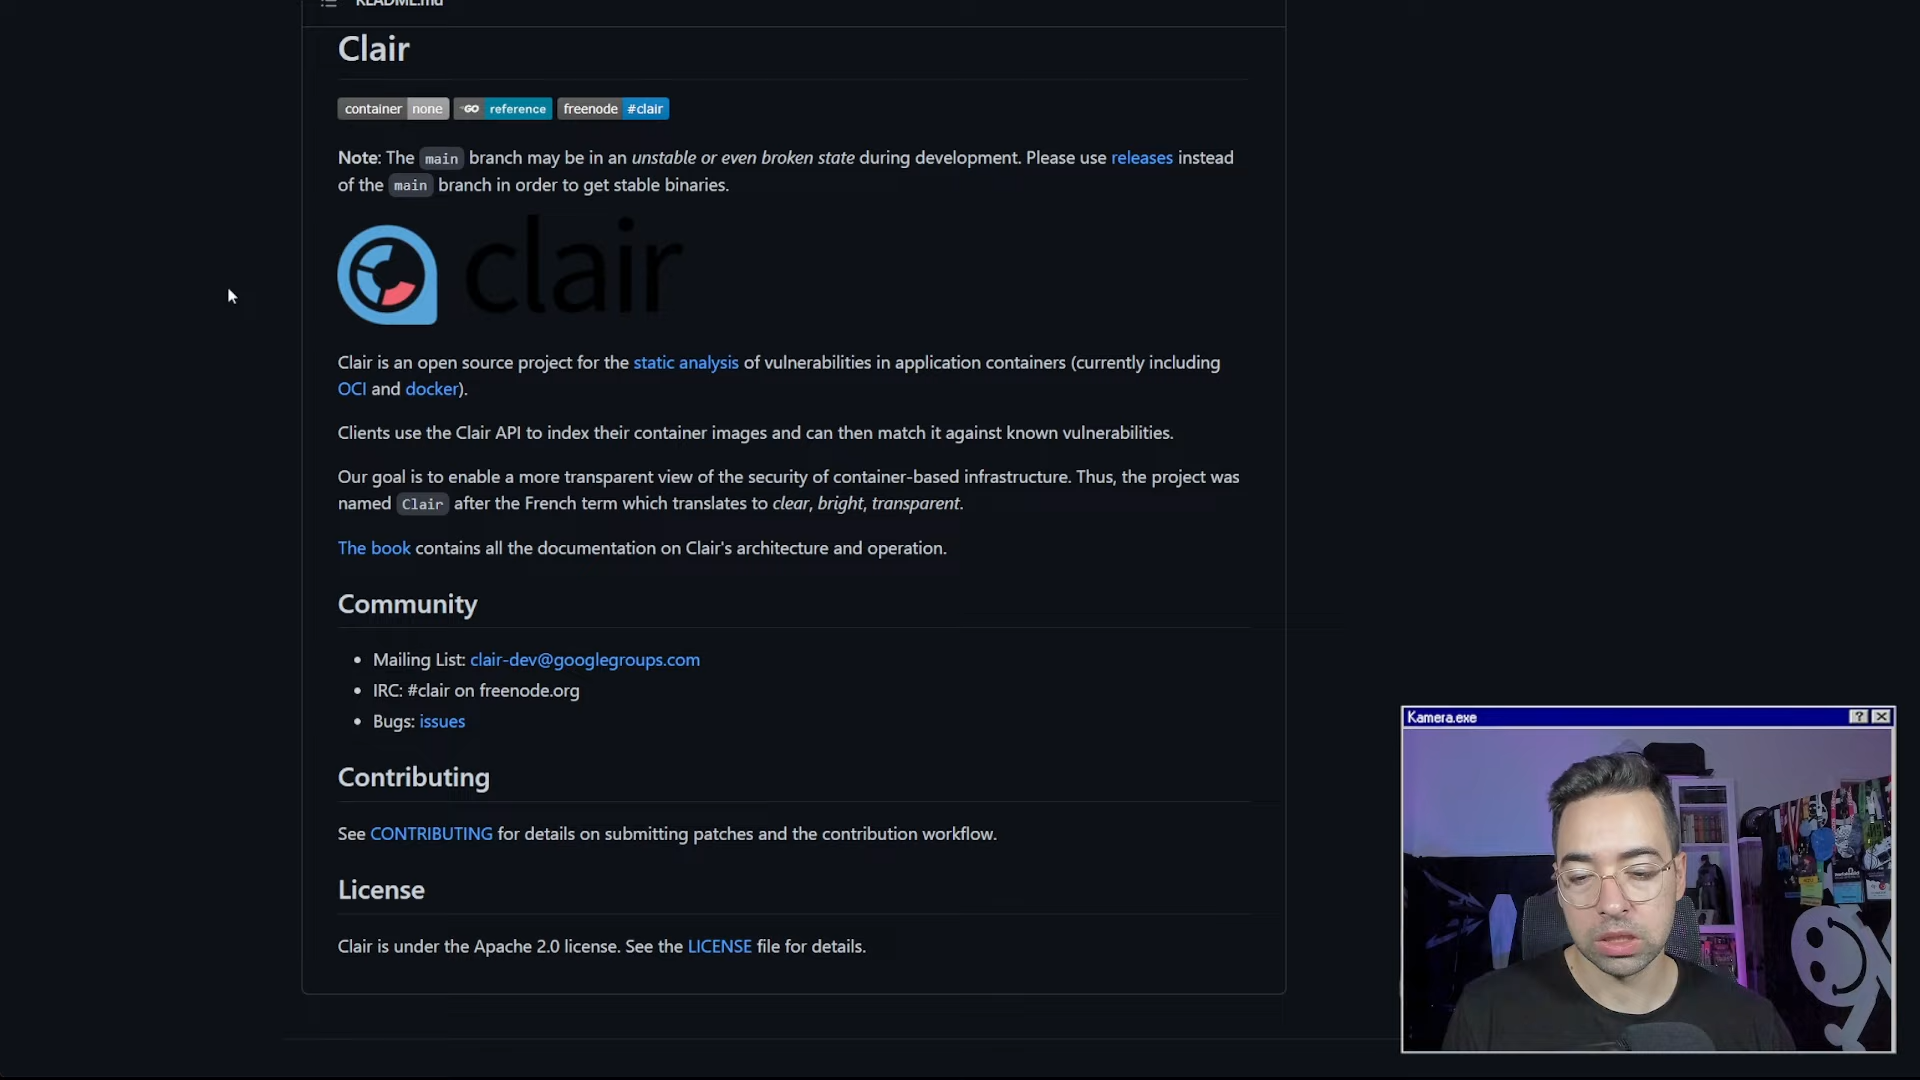 README.md
Clair
container none GO reference freenode #clair
Note: The main branch may be in an unstable or even broken state during development. Please use releases instead
of the main branch in order to get stable binaries.
clair
Clair is an open source project for the static analysis of vulnerabilities in application containers (currently including
OCI and docker).
Clients use the Clair API to index their container images and can then match it against known vulnerabilities.
Our goal is to enable a more transparent view of the security of container-based infrastructure. Thus, the project was
named Clair after the French term which translates to clear, bright, transparent.
The book contains all the documentation on Clair's architecture and operation.
Community
• Mailing List: clair-dev@googlegroups.com
• IRC: #clair on freenode.org
• Bugs: issues
Contributing
See CONTRIBUTING for details on submitting patches and the contribution workflow.
License
Clair is under the Apache 2.0 license. See the LICENSE file for details.
Kamera.exe